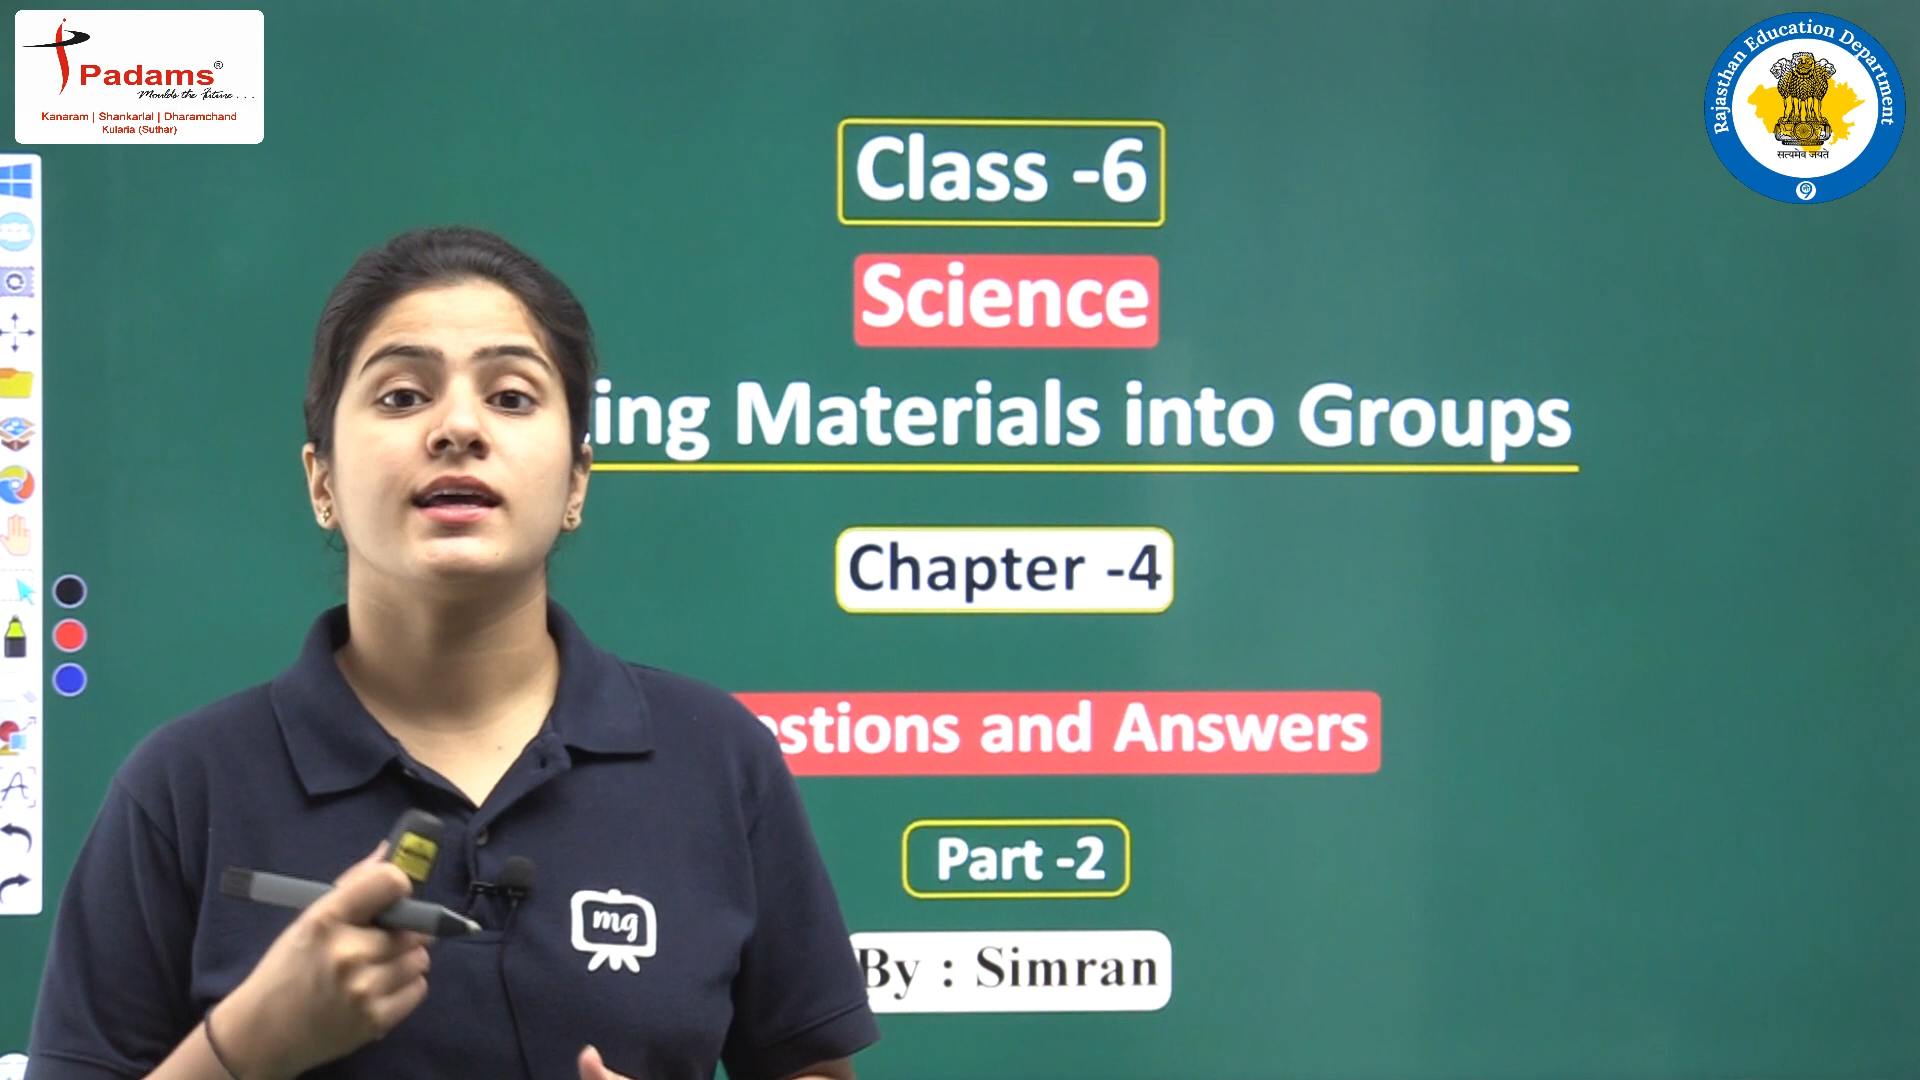 Padams®
Moulds the Future...
Kanaram | Shankarlal | Dharamchand
Kularia (Suthar)
Rajasthan Education Department
सत्यमेव जयते
Class -6
Science
ing Materials into Groups
Chapter -4
estions and Answers
Part -2
By : Simran
mg